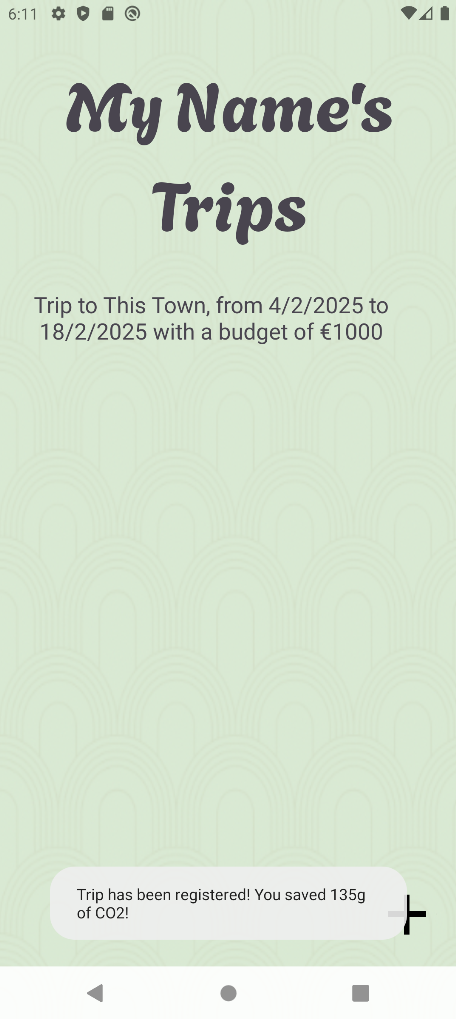 6:11
My Name's
Trips
Trip to This Town, from 4/2/2025 to
18/2/2025 with a budget of €1000
Trip has been registered! You saved 135g
of CO2!